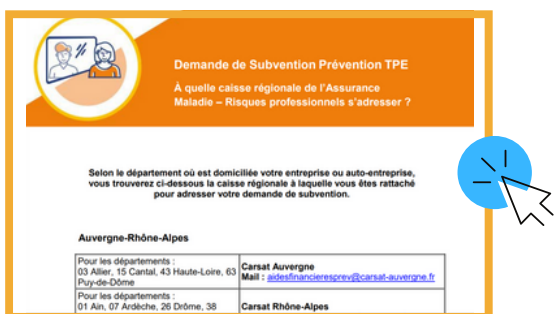 Demande de Subvention Prévention TPE
À quelle caisse régionale de l'Assurance
Maladie – Risques professionnels s'adresser ?
Selon le département où est domiciliée votre entreprise ou auto-entreprise,
vous trouverez ci-dessous la caisse régionale à laquelle vous êtes rattaché
pour adresser votre demande de subvention.
Auvergne-Rhône-Alpes
Pour les départements :
03 Allier, 15 Cantal, 43 Haute-Loire, 63
Puy-de-Dôme
Carsat Auvergne
Mail : aidesfinancieresprev@carsat-auvergne.fr
Pour les départements :
01 Ain, 07 Ardèche, 26 Drôme, 38
Carsat Rhône-Alpes